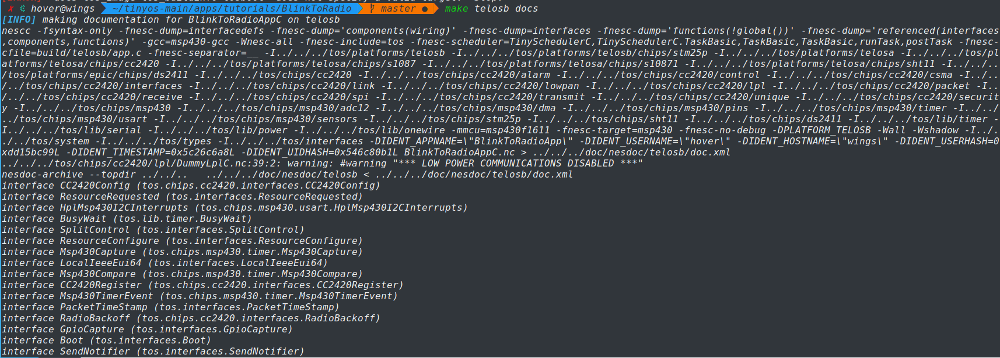 ✗ hover@wings ~/tinyos-main/apps/tutorials/BlinkToRadio master ● make telosb docs
[INFO] making documentation for BlinkToRadioAppC on telosb
nescc -fsyntax-only -fnesc-dump=interfacedefs -fnesc-dump='components(wiring)' -fnesc-dump=interfaces -fnesc-dump='functions(!global())' -fnesc-dump='referenced(interfaces
,components,functions)' -gcc=msp430-gcc -Wnesc-all -fnesc-include=tos -fnesc-scheduler=TinySchedulerC,TinySchedulerC.TaskBasic,TaskBasic,TaskBasic,runTask,postTask -fnesc-
cfile=build/telosb/app.c -fnesc-separator=__ -I../../../tos/platforms/telosb -I../../../tos/platforms/telosb/chips/stm25p -I../../../tos/platforms/telosa -I../../../tos/pl
atforms/telosa/chips/cc2420 -I../../../tos/platforms/telosa/chips/s1087 -I../../../tos/platforms/telosa/chips/s10871 -I../../../tos/platforms/telosa/chips/sht11 -I../../..
/tos/platforms/epic/chips/ds2411 -I../../../tos/chips/cc2420 -I../../../tos/chips/cc2420/alarm -I../../../tos/chips/cc2420/control -I../../../tos/chips/cc2420/csma -I../..
/../tos/chips/cc2420/interfaces -I../../../tos/chips/cc2420/link -I../../../tos/chips/cc2420/lowpan -I../../../tos/chips/cc2420/lpl -I../../../tos/chips/cc2420/packet -I..
/../../tos/chips/cc2420/receive -I../../../tos/chips/cc2420/spi -I../../../tos/chips/cc2420/transmit -I../../../tos/chips/cc2420/unique -I../../../tos/chips/cc2420/securit
y -I../../../tos/chips/msp430 -I../../../tos/chips/msp430/adc12 -I../../../tos/chips/msp430/dma -I../../../tos/chips/msp430/pins -I../../../tos/chips/msp430/timer -I../../
../tos/chips/msp430/usart -I../../../tos/chips/msp430/sensors -I../../../tos/chips/stm25p -I../../../tos/chips/sht11 -I../../../tos/chips/ds2411 -I../../../tos/lib/timer -
I../../../tos/lib/serial -I../../../tos/lib/power -I../../../tos/lib/onewire -mmcu=msp430f1611 -fnesc-target=msp430 -fnesc-no-debug -DPLATFORM_TELOSB -Wall -Wshadow -I../.
./../tos/system -I../../../tos/types -I../../../tos/interfaces -DIDENT_APPNAME=\"BlinkToRadioApp\" -DIDENT_USERNAME=\"hover\" -DIDENT_HOSTNAME=\"wings\" -DIDENT_USERHASH=0
xdd15bc99L -DIDENT_TIMESTAMP=0x5c26c6a8L -DIDENT_UIDHASH=0x546c80b1L BlinkToRadioAppC.nc > ../../../doc/nesdoc/telosb/doc.xml
../../../tos/chips/cc2420/lpl/DummyLplC.nc:39:2: warning: #warning "*** LOW POWER COMMUNICATIONS DISABLED ***"
nesdoc-archive --topdir ../../..   ../../../doc/nesdoc/telosb < ../../../doc/nesdoc/telosb/doc.xml
interface CC2420Config (tos.chips.cc2420.interfaces.CC2420Config)
interface ResourceRequested (tos.interfaces.ResourceRequested)
interface HplMsp430I2CInterrupts (tos.chips.msp430.usart.HplMsp430I2CInterrupts)
interface BusyWait (tos.lib.timer.BusyWait)
interface SplitControl (tos.interfaces.SplitControl)
interface ResourceConfigure (tos.interfaces.ResourceConfigure)
interface Msp430Capture (tos.chips.msp430.timer.Msp430Capture)
interface LocalIeeeEui64 (tos.interfaces.LocalIeeeEui64)
interface Msp430Compare (tos.chips.msp430.timer.Msp430Compare)
interface CC2420Register (tos.chips.cc2420.interfaces.CC2420Register)
interface Msp430TimerEvent (tos.chips.msp430.timer.Msp430TimerEvent)
interface PacketTimeStamp (tos.interfaces.PacketTimeStamp)
interface RadioBackoff (tos.chips.cc2420.interfaces.RadioBackoff)
interface GpioCapture (tos.interfaces.GpioCapture)
interface Boot (tos.interfaces.Boot)
interface SendNotifier (tos.interfaces.SendNotifier)